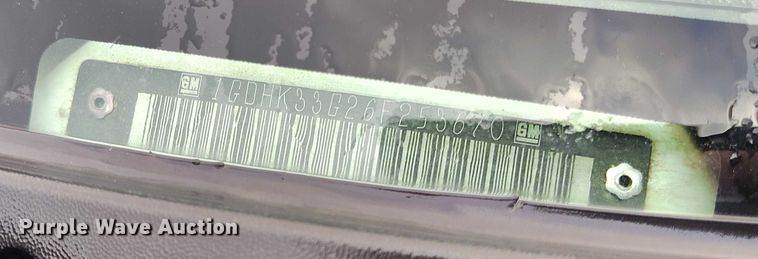 GM 1GDHK33G26F253670 GM
Purple Wave Auction